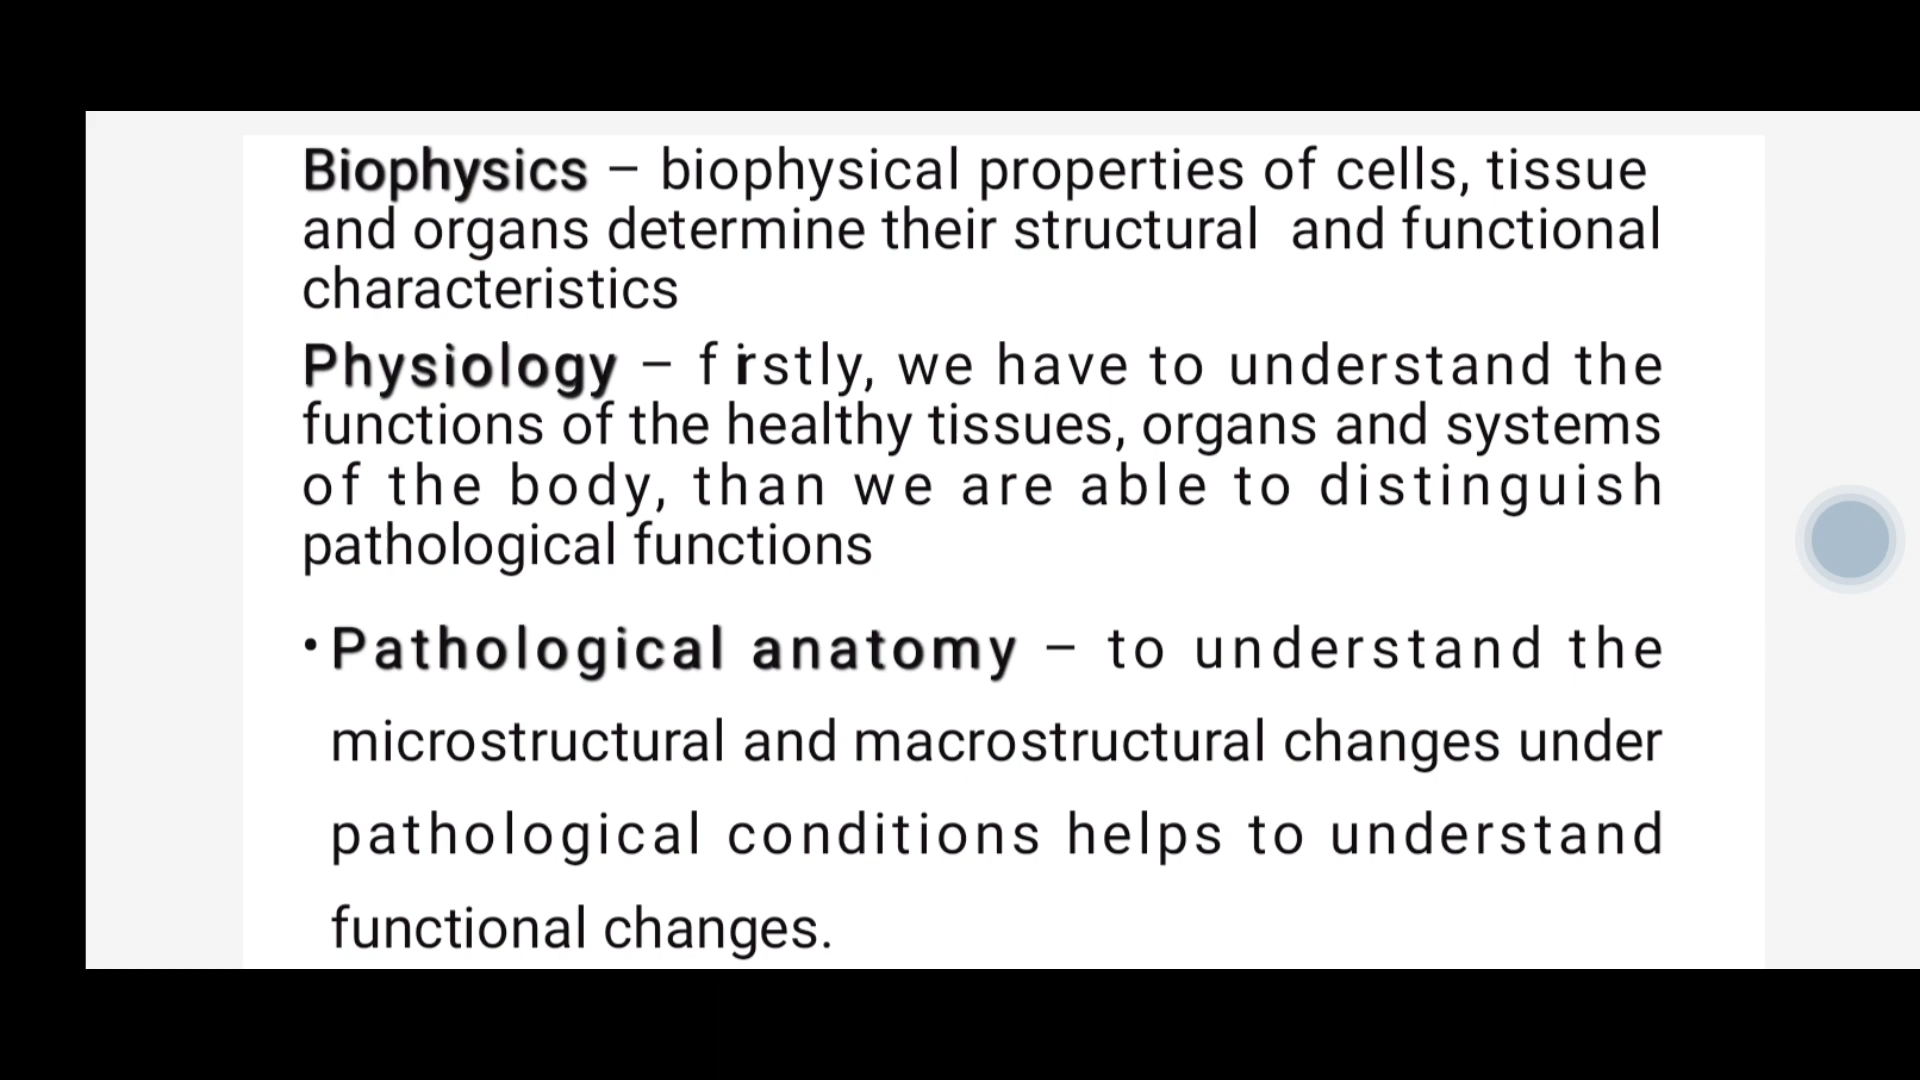 Biophysics – biophysical properties of cells, tissue
and organs determine their structural and functional
characteristics
Physiology – f irstly, we have to understand the
functions of the healthy tissues, organs and systems
of the body, than we are able to distinguish
pathological functions
• Pathological anatomy – to understand the
microstructural and macrostructural changes under
pathological conditions helps to understand
functional changes.